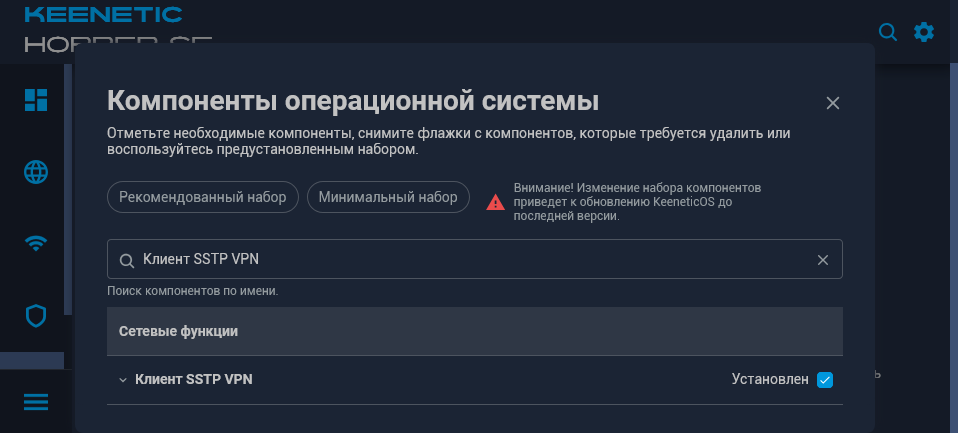 KEENETIC
Компоненты операционной системы
Отметьте необходимые компоненты, снимите флажки с компонентов, которые требуется удалить или
воспользуйтесь предустановленным набором.
Рекомендованный набор
Минимальный набор
Внимание! Изменение набора компонентов
приведет к обновлению KeeneticOS до
последней версии.
Клиент SSTP VPN
Поиск компонентов по имени.
Сетевые функции
Клиент SSTP VPN
Установлен